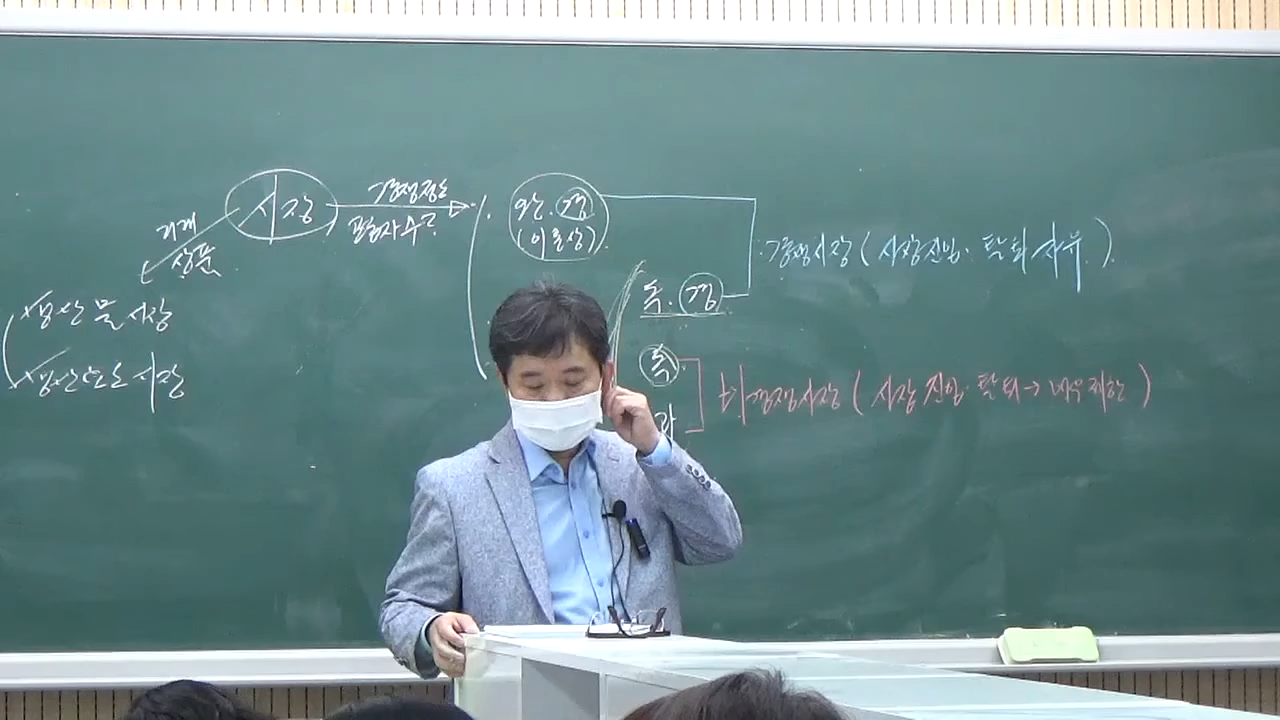 시장
거래
상품
생산물시장
생산요소시장
경쟁정도
공급자 수
완.경
(이론상)
독.경
독
과
경쟁시장 (시장진입.탈퇴 자유)
비경쟁시장 (시장진입.탈퇴→매우제한)